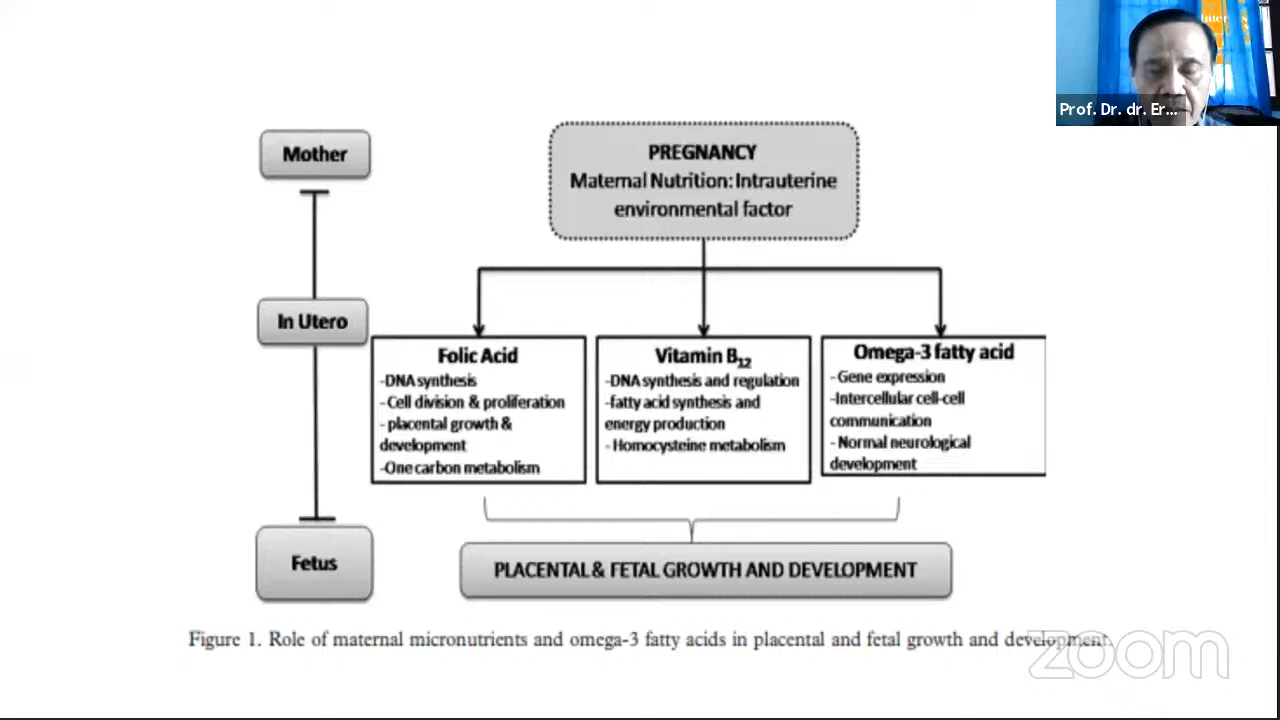 Prof. Dr. dr. Er...
Mother
PREGNANCY
Maternal Nutrition: Intrauterine
environmental factor
In Utero
Folic Acid
-DNA synthesis
- Cell division & proliferation
- placental growth &
development
-One carbon metabolism
Vitamin B12
-DNA synthesis and regulation
-fatty acid synthesis and
energy production
- Homocysteine metabolism
Omega-3 fatty acid
- Gene expression
-Intercellular cell-cell
communication
- Normal neurological
development
Fetus
PLACENTAL & FETAL GROWTH AND DEVELOPMENT
Figure 1. Role of maternal micronutrients and omega-3 fatty acids in placental and fetal growth and development.
zoom